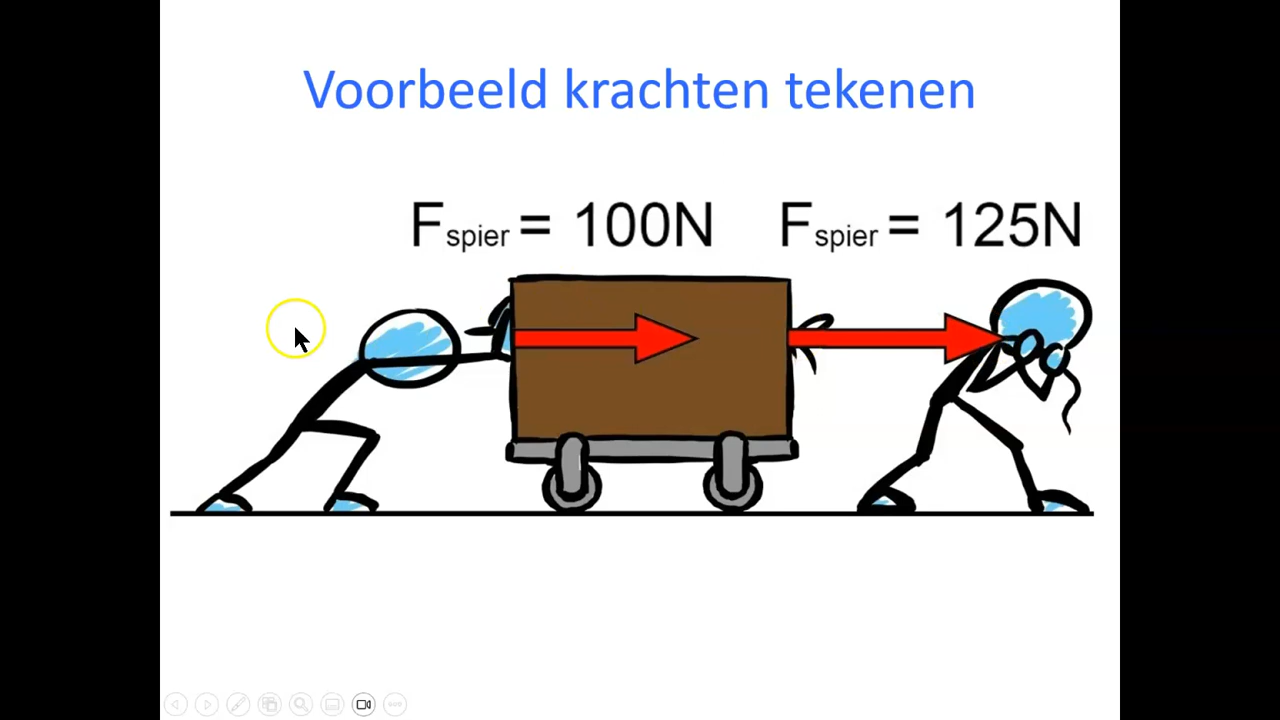 Voorbeeld krachten tekenen
Fspier = 100N Fspier = 125N